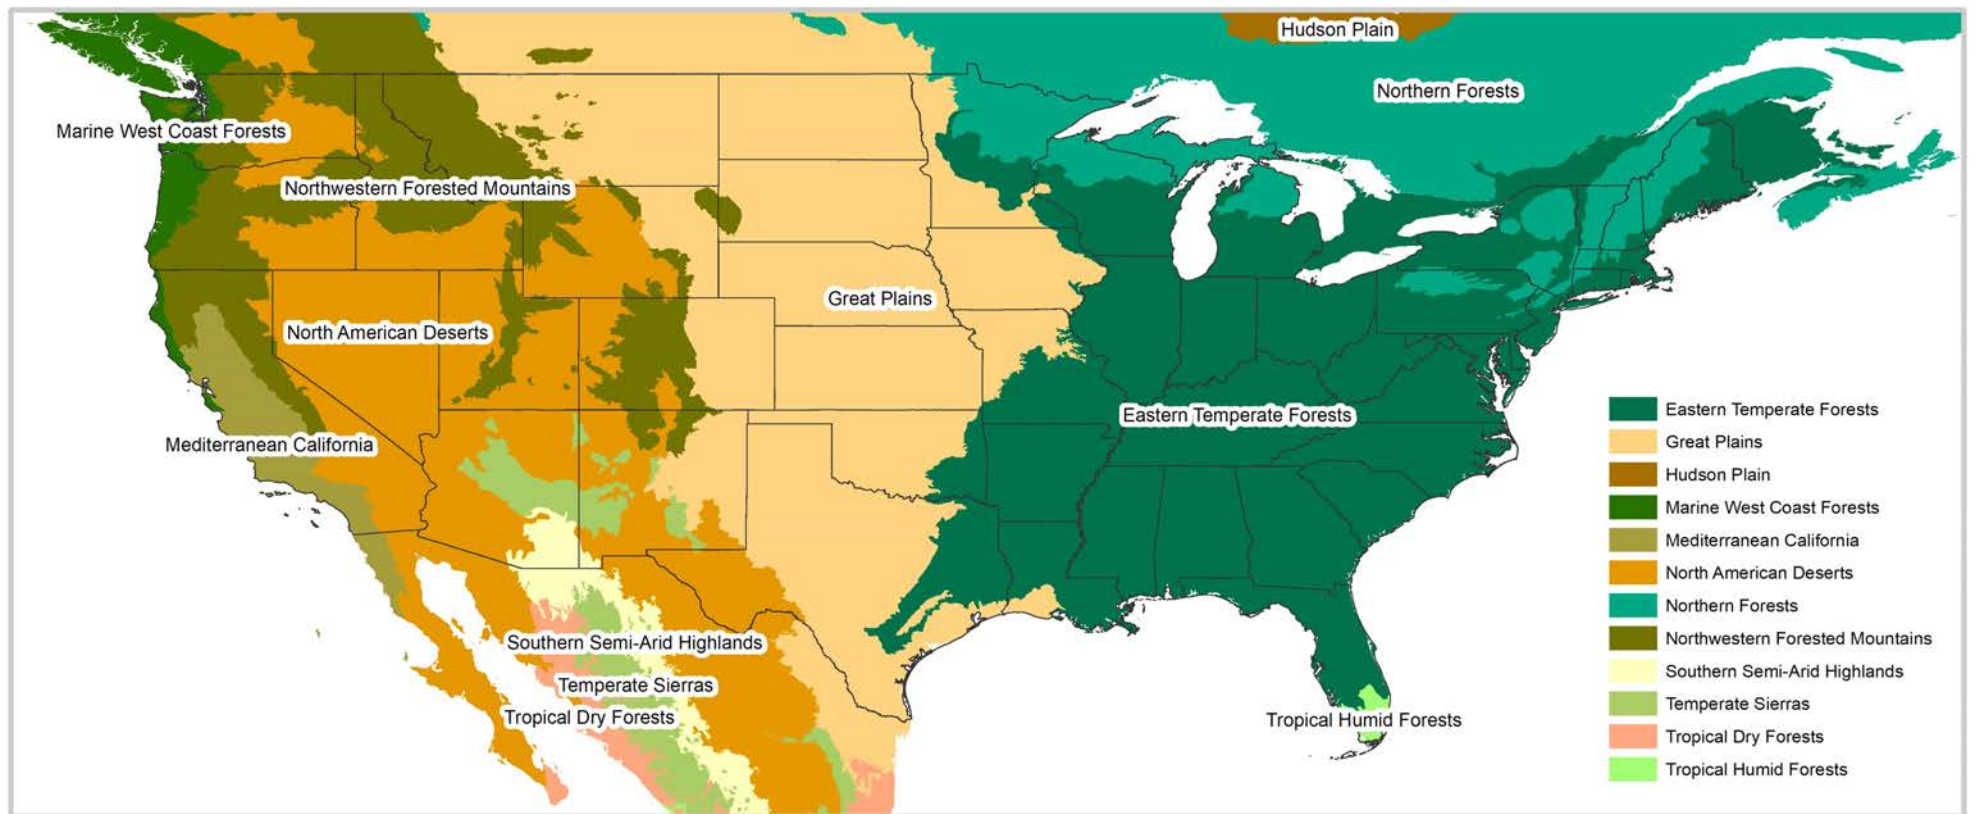 Hudson Plain
Northern Forests
Marine West Coast Forests
Northwestern Forested Mountains
Great Plains
North American Deserts
Eastern Temperate Forests
Mediterranean California
Southern Semi-Arid Highlands
Temperate Sierras
Tropical Dry Forests
Tropical Humid Forests
Eastern Temperate Forests
Great Plains
Hudson Plain
Marine West Coast Forests
Mediterranean California
North American Deserts
Northern Forests
Northwestern Forested Mountains
Southern Semi-Arid Highlands
Temperate Sierras
Tropical Dry Forests
Tropical Humid Forests